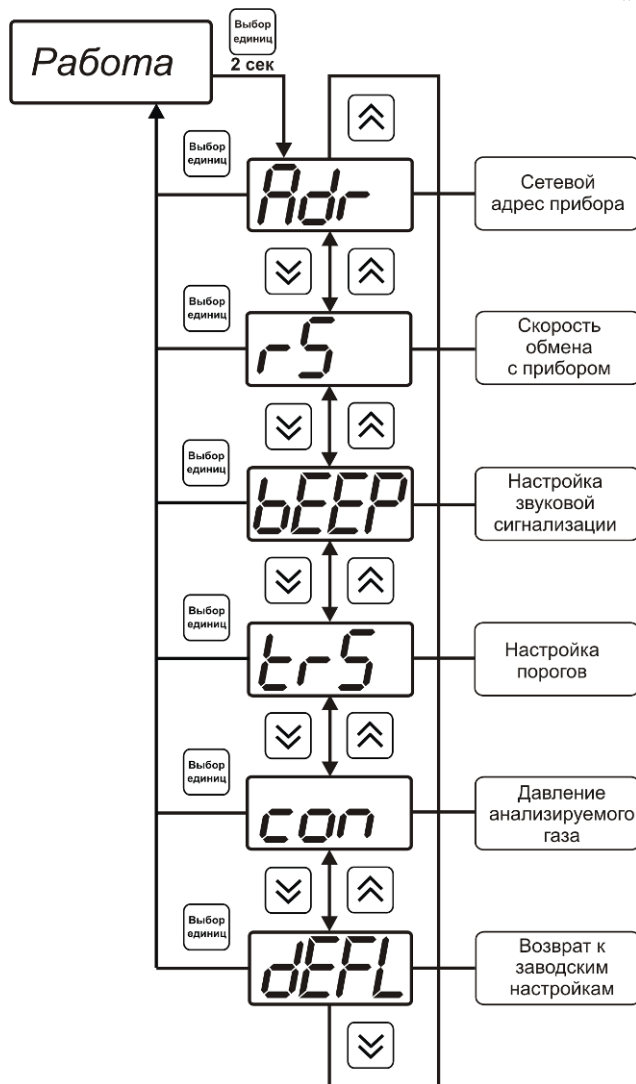 Выбор
единиц
2 сек
Работа
Выбор
единиц
Adr
Сетевой
адрес прибора
Выбор
единиц
rS
Скорость
обмена
с прибором
Выбор
единиц
bEEP
Настройка
звуковой
сигнализации
Выбор
единиц
trS
Настройка
порогов
Выбор
единиц
con
Давление
анализируемого
газа
Выбор
единиц
dEFL
Возврат к
заводским
настройкам